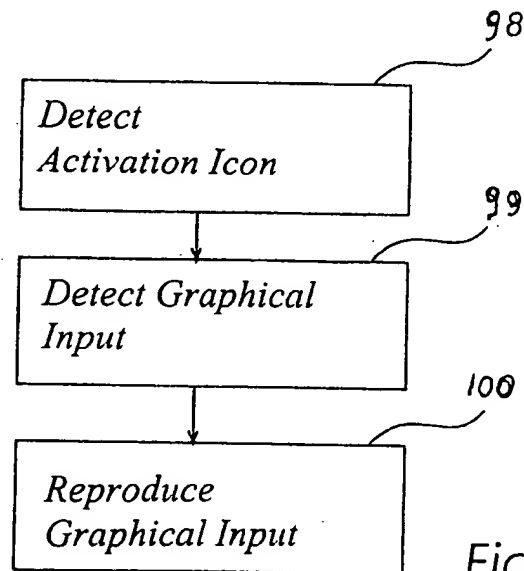 98
Detect
Activation Icon
99
Detect Graphical
Input
100
Reproduce
Graphical Input